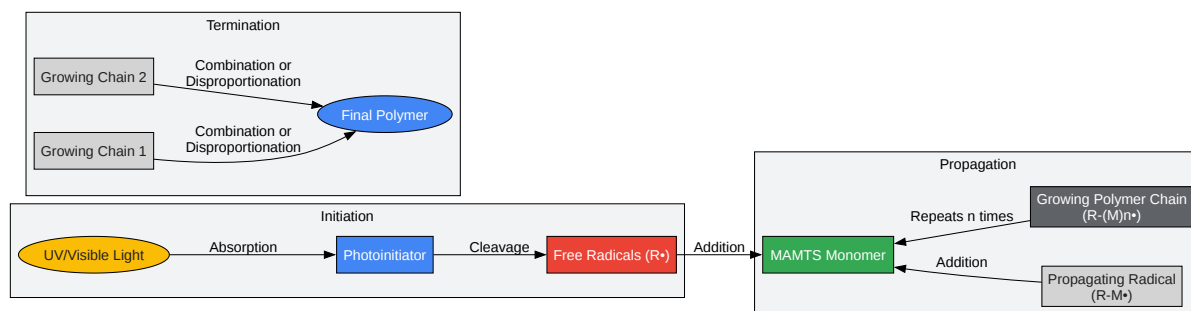 Termination
Growing Chain 2
Combination or
Disproportionation
Final Polymer
Growing Chain 1
Combination or
Disproportionation
Initiation
UV/Visible Light
Absorption
Photoinitiator
Cleavage
Free Radicals (R•)
Addition
Propagation
MAMTS Monomer
Repeats n times
Growing Polymer Chain
(R-(M)n•)
Addition
Propagating Radical
(R-M•)